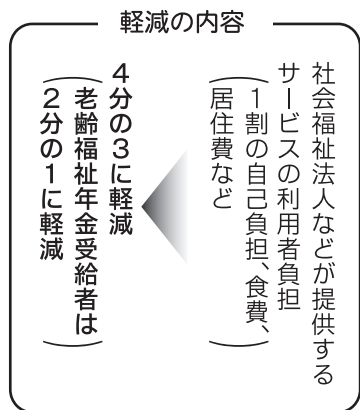 軽減の内容
社会福祉法人などが提供する
サービスの利用者負担
（１割の自己負担、食費、
居住費など）
４分の３に軽減
（老齢福祉年金受給者は
２分の１に軽減）